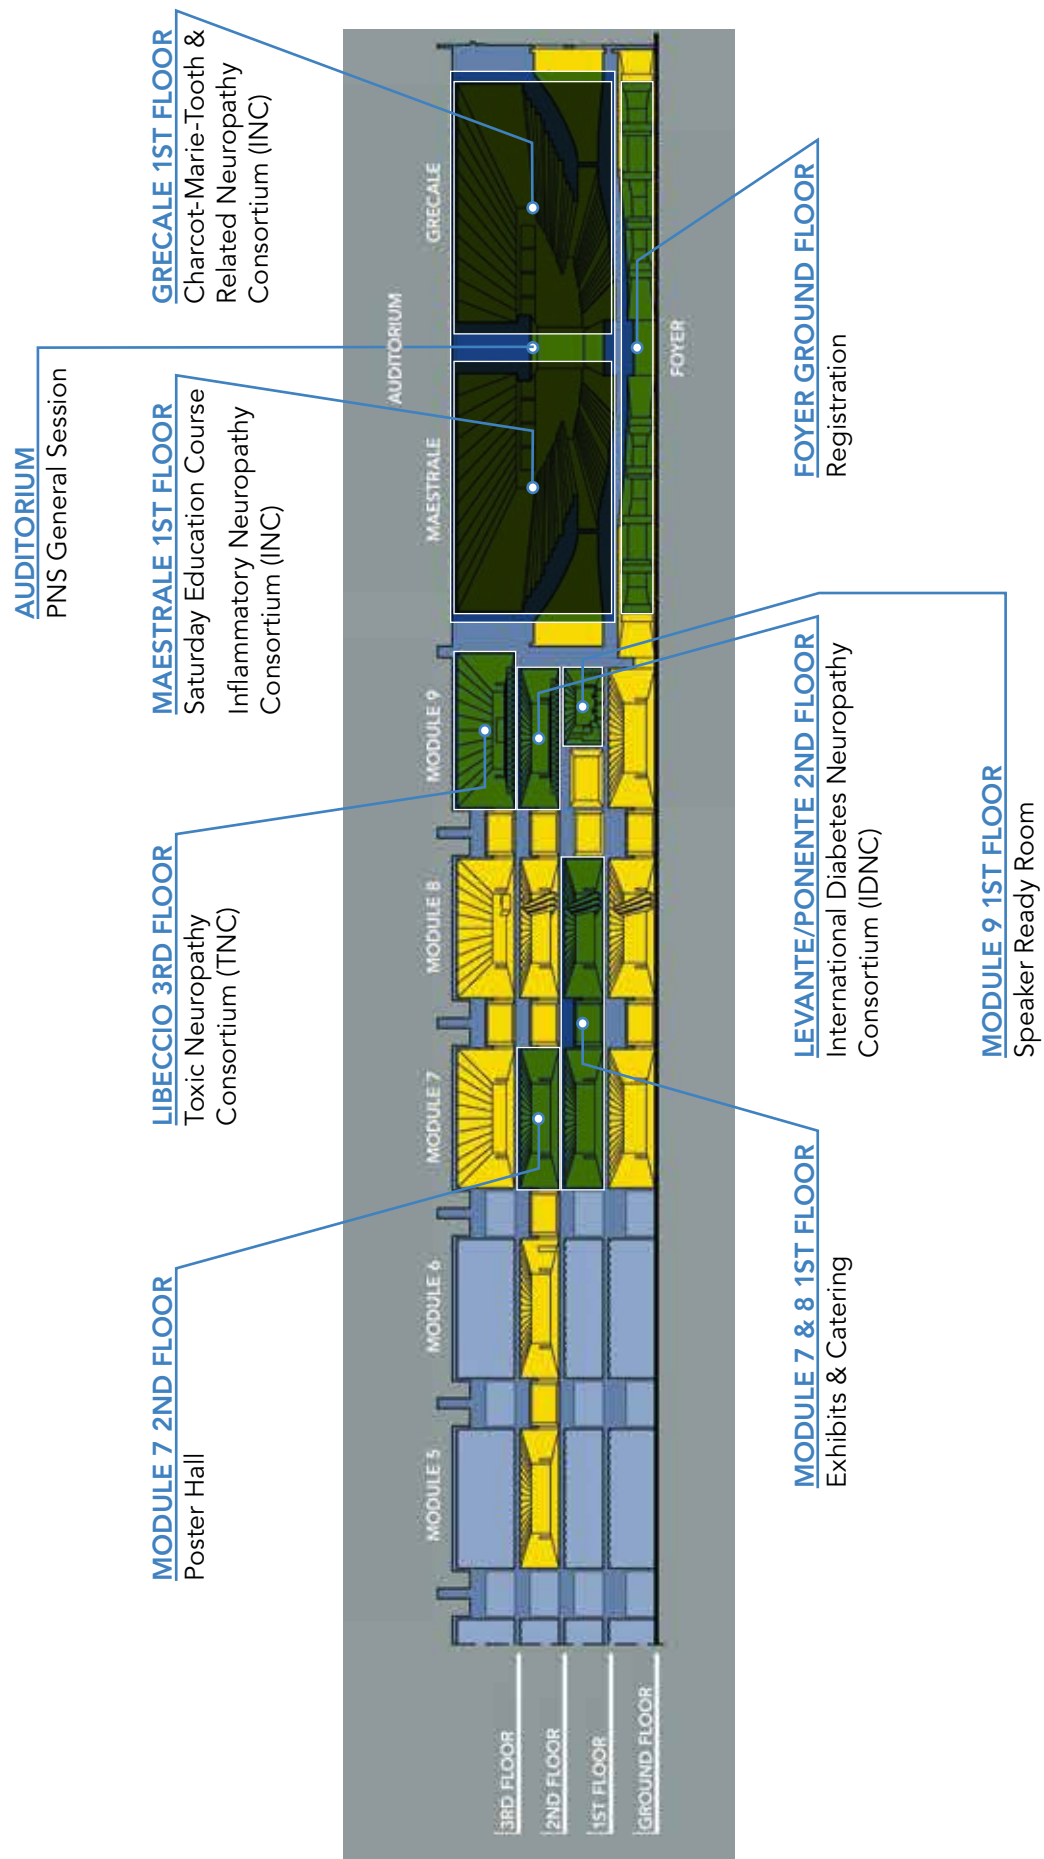 AUDITORIUM
PNS General Session
MODULE 7 2ND FLOOR
Poster Hall
LIBECCIO 3RD FLOOR
Toxic Neuropathy
Consortium (TNC)
MAESTRALE 1ST FLOOR
Saturday Education Course
Inflammatory Neuropathy
Consortium (INC)
GRECALE 1ST FLOOR
Charcot-Marie-Tooth &
Related Neuropathy
Consortium (INC)
AUDITORIUM
MODULE 5
MODULE 6
MODULE 7
MODULE 8
MODULE 9
MAESTRALE
GRECALE
3RD FLOOR
2ND FLOOR
1ST FLOOR
GROUND FLOOR
FOYER
MODULE 7 & 8 1ST FLOOR
Exhibits & Catering
LEVANTE/PONENTE 2ND FLOOR
International Diabetes Neuropathy
Consortium (IDNC)
FOYER GROUND FLOOR
Registration
MODULE 9 1ST FLOOR
Speaker Ready Room